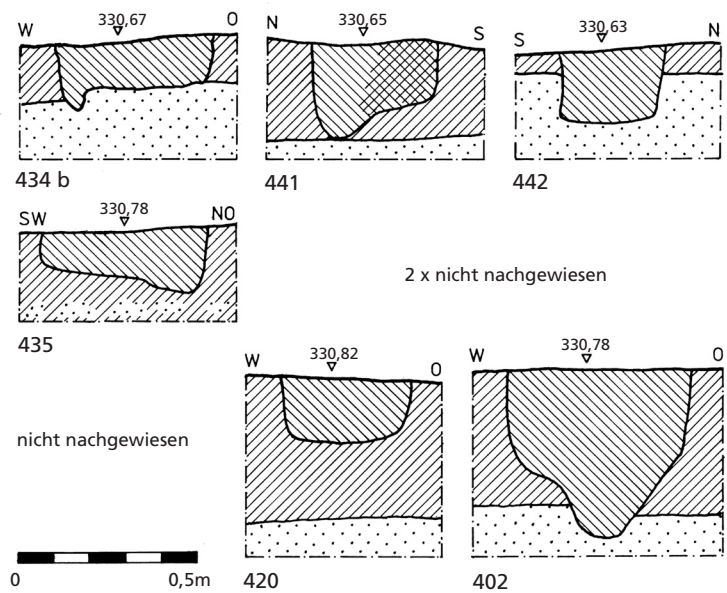 W 330,67 O
434 b
N 330,65 S
441
S 330,63 N
442
SW 330,78 NO
435
2 x nicht nachgewiesen
nicht nachgewiesen
W 330,82 O
420
W 330,78 O
402
0 0,5m